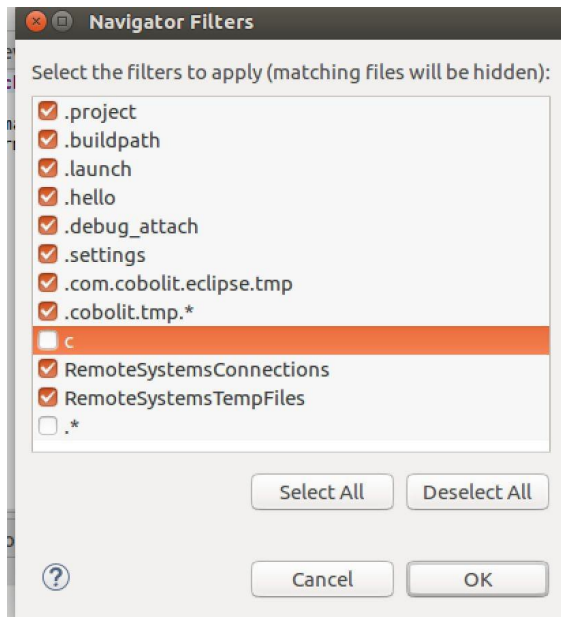 Navigator Filters
Select the filters to apply (matching files will be hidden):
.project
.buildpath
.launch
.hello
.debug_attach
.settings
.com.cobolit.eclipse.tmp
.cobolit.tmp.*
c
RemoteSystemsConnections
RemoteSystemsTempFiles
.*
Select All Deselect All
? Cancel OK